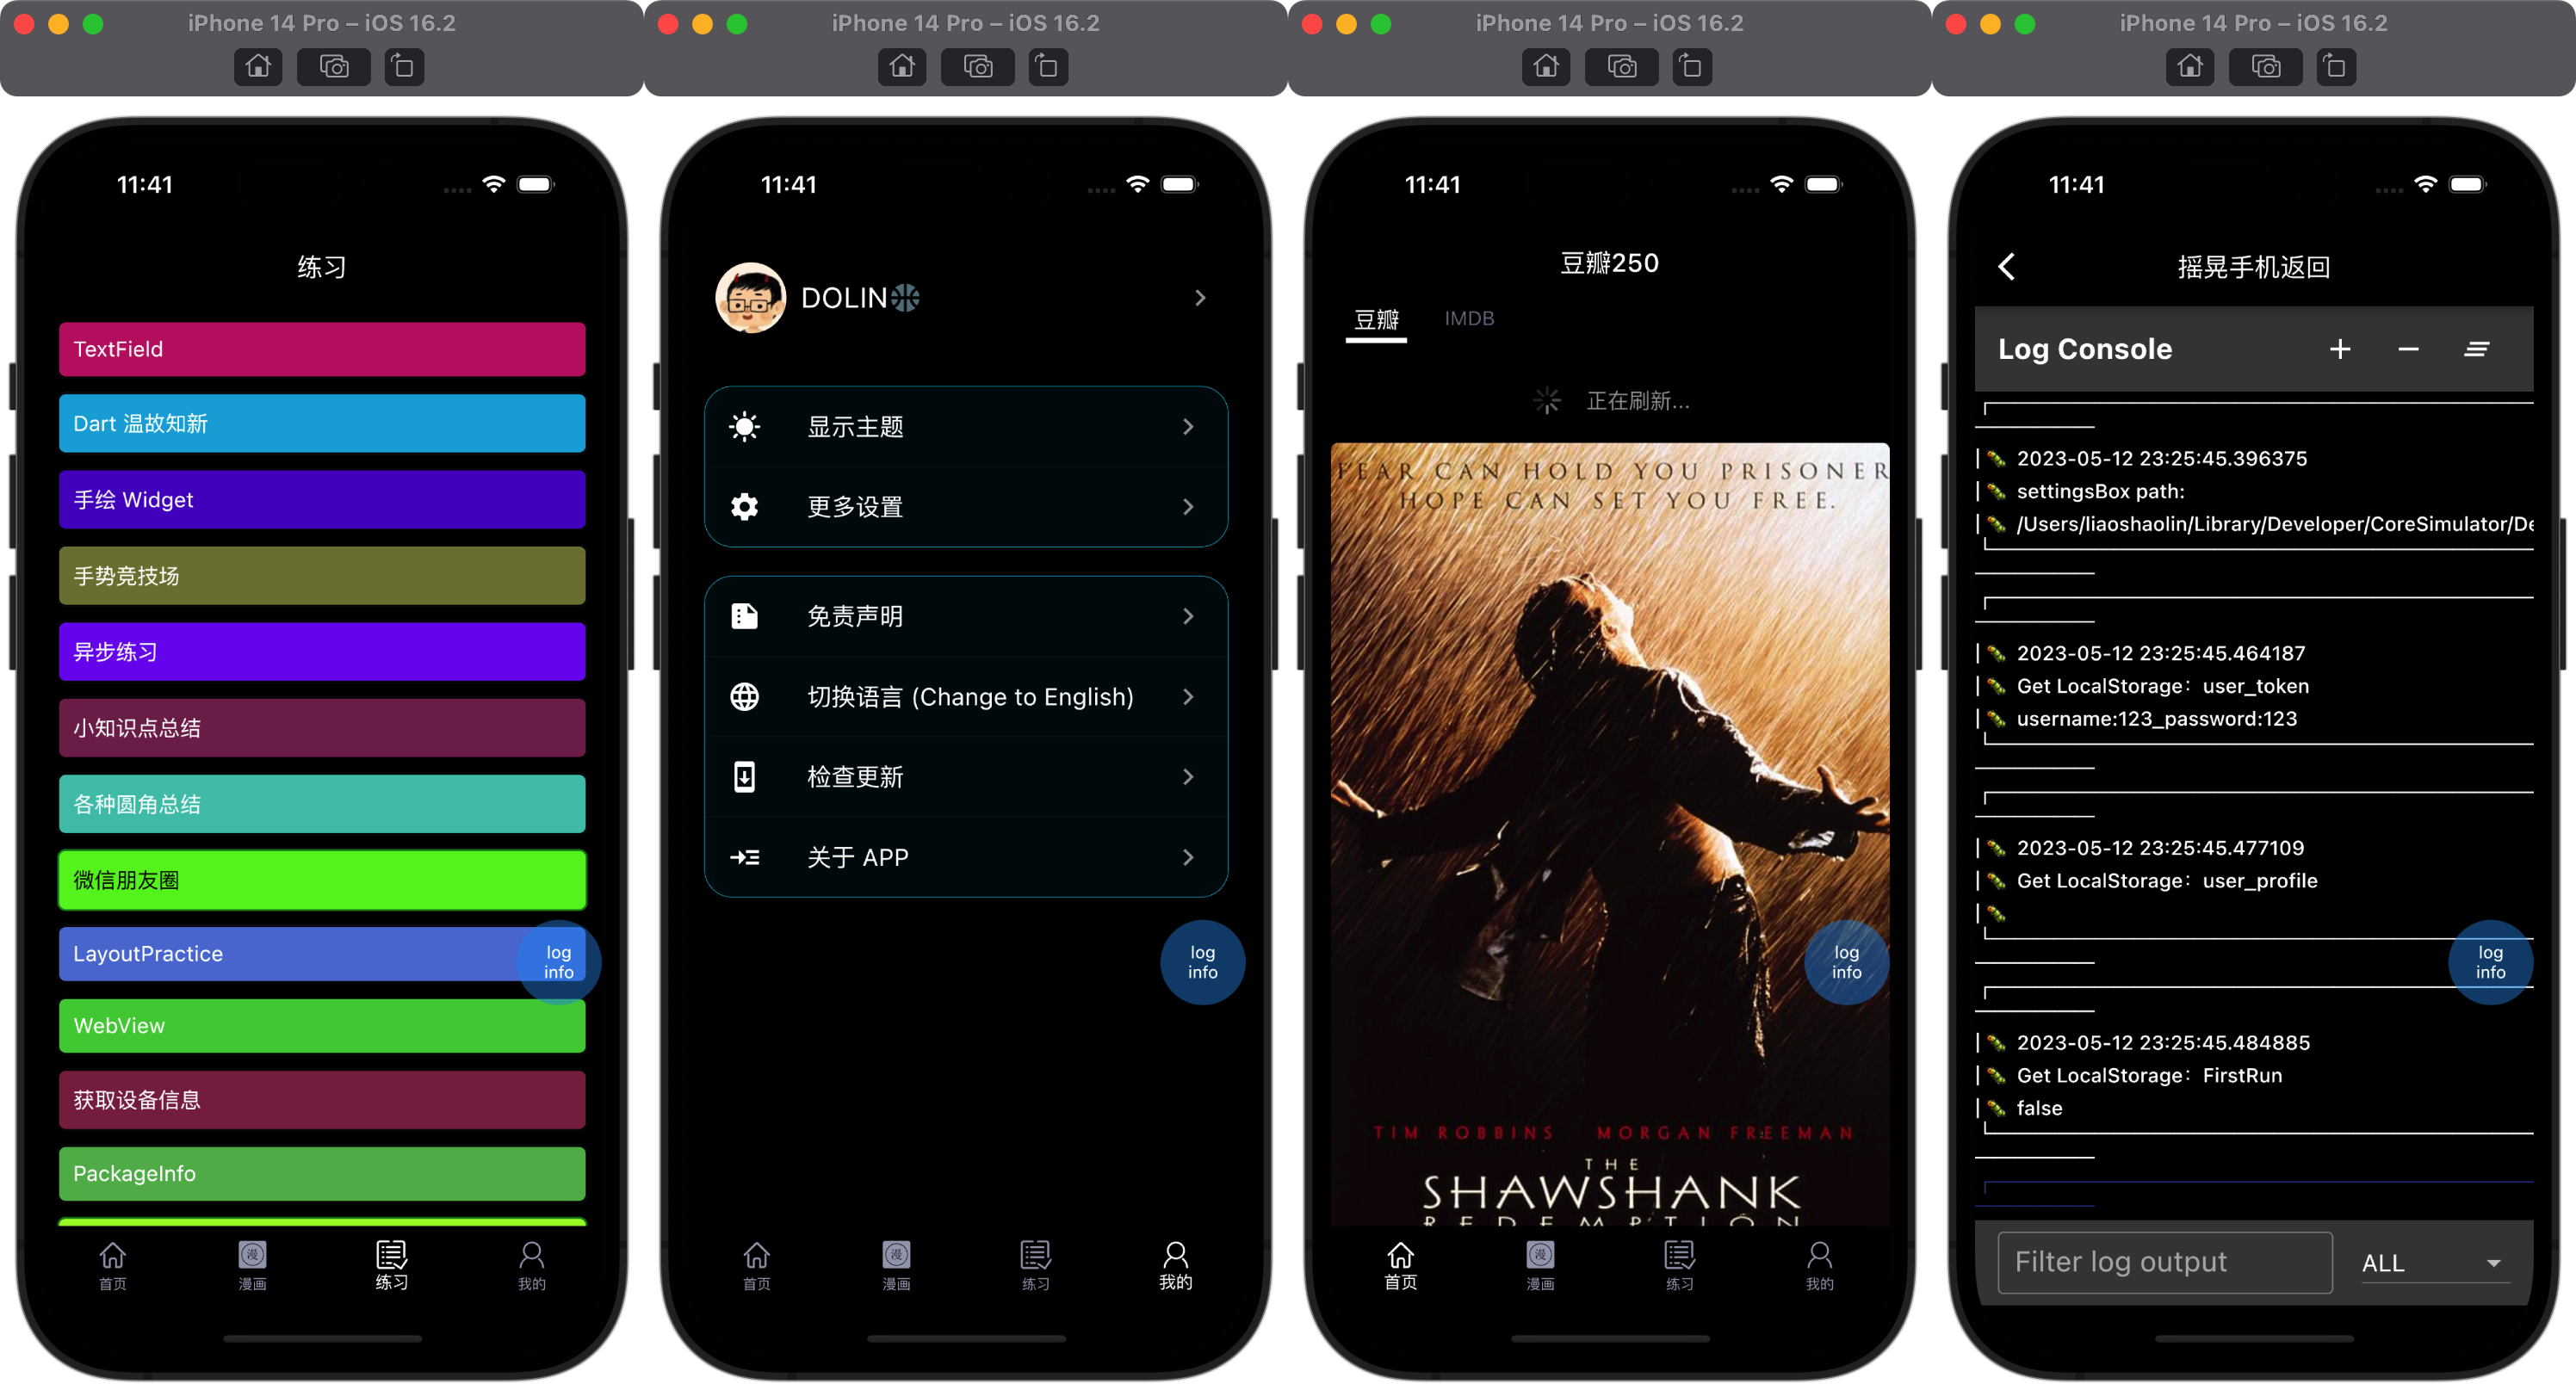 iPhone 14 Pro – iOS 16.2
11:41
练习
TextField
Dart 温故知新
手绘 Widget
手势竞技场
异步练习
小知识点总结
各种圆角总结
微信朋友圈
LayoutPractice
log
info
WebView
获取设备信息
PackageInfo
首页
漫画
练习
我的
iPhone 14 Pro – iOS 16.2
11:41
DOLIN
显示主题
更多设置
免责声明
切换语言 (Change to English)
检查更新
关于 APP
log
info
首页
漫画
练习
我的
iPhone 14 Pro – iOS 16.2
11:41
豆瓣250
豆瓣 IMDB
正在刷新...
FEAR CAN HOLD YOU PRISONER
HOPE CAN SET YOU FREE.
log
info
TIM ROBBINS MORGAN FREEMAN
THE
SHAWSHANK
REDEMPTION
首页
漫画
练习
我的
iPhone 14 Pro – iOS 16.2
11:41
摇晃手机返回
Log Console
2023-05-12 23:25:45.396375
settingsBox path:
/Users/liaoshaolin/Library/Developer/CoreSimulator/De
2023-05-12 23:25:45.464187
Get LocalStorage：user_token
username:123_password:123
2023-05-12 23:25:45.477109
Get LocalStorage：user_profile
log
info
2023-05-12 23:25:45.484885
Get LocalStorage：FirstRun
false
Filter log output
ALL